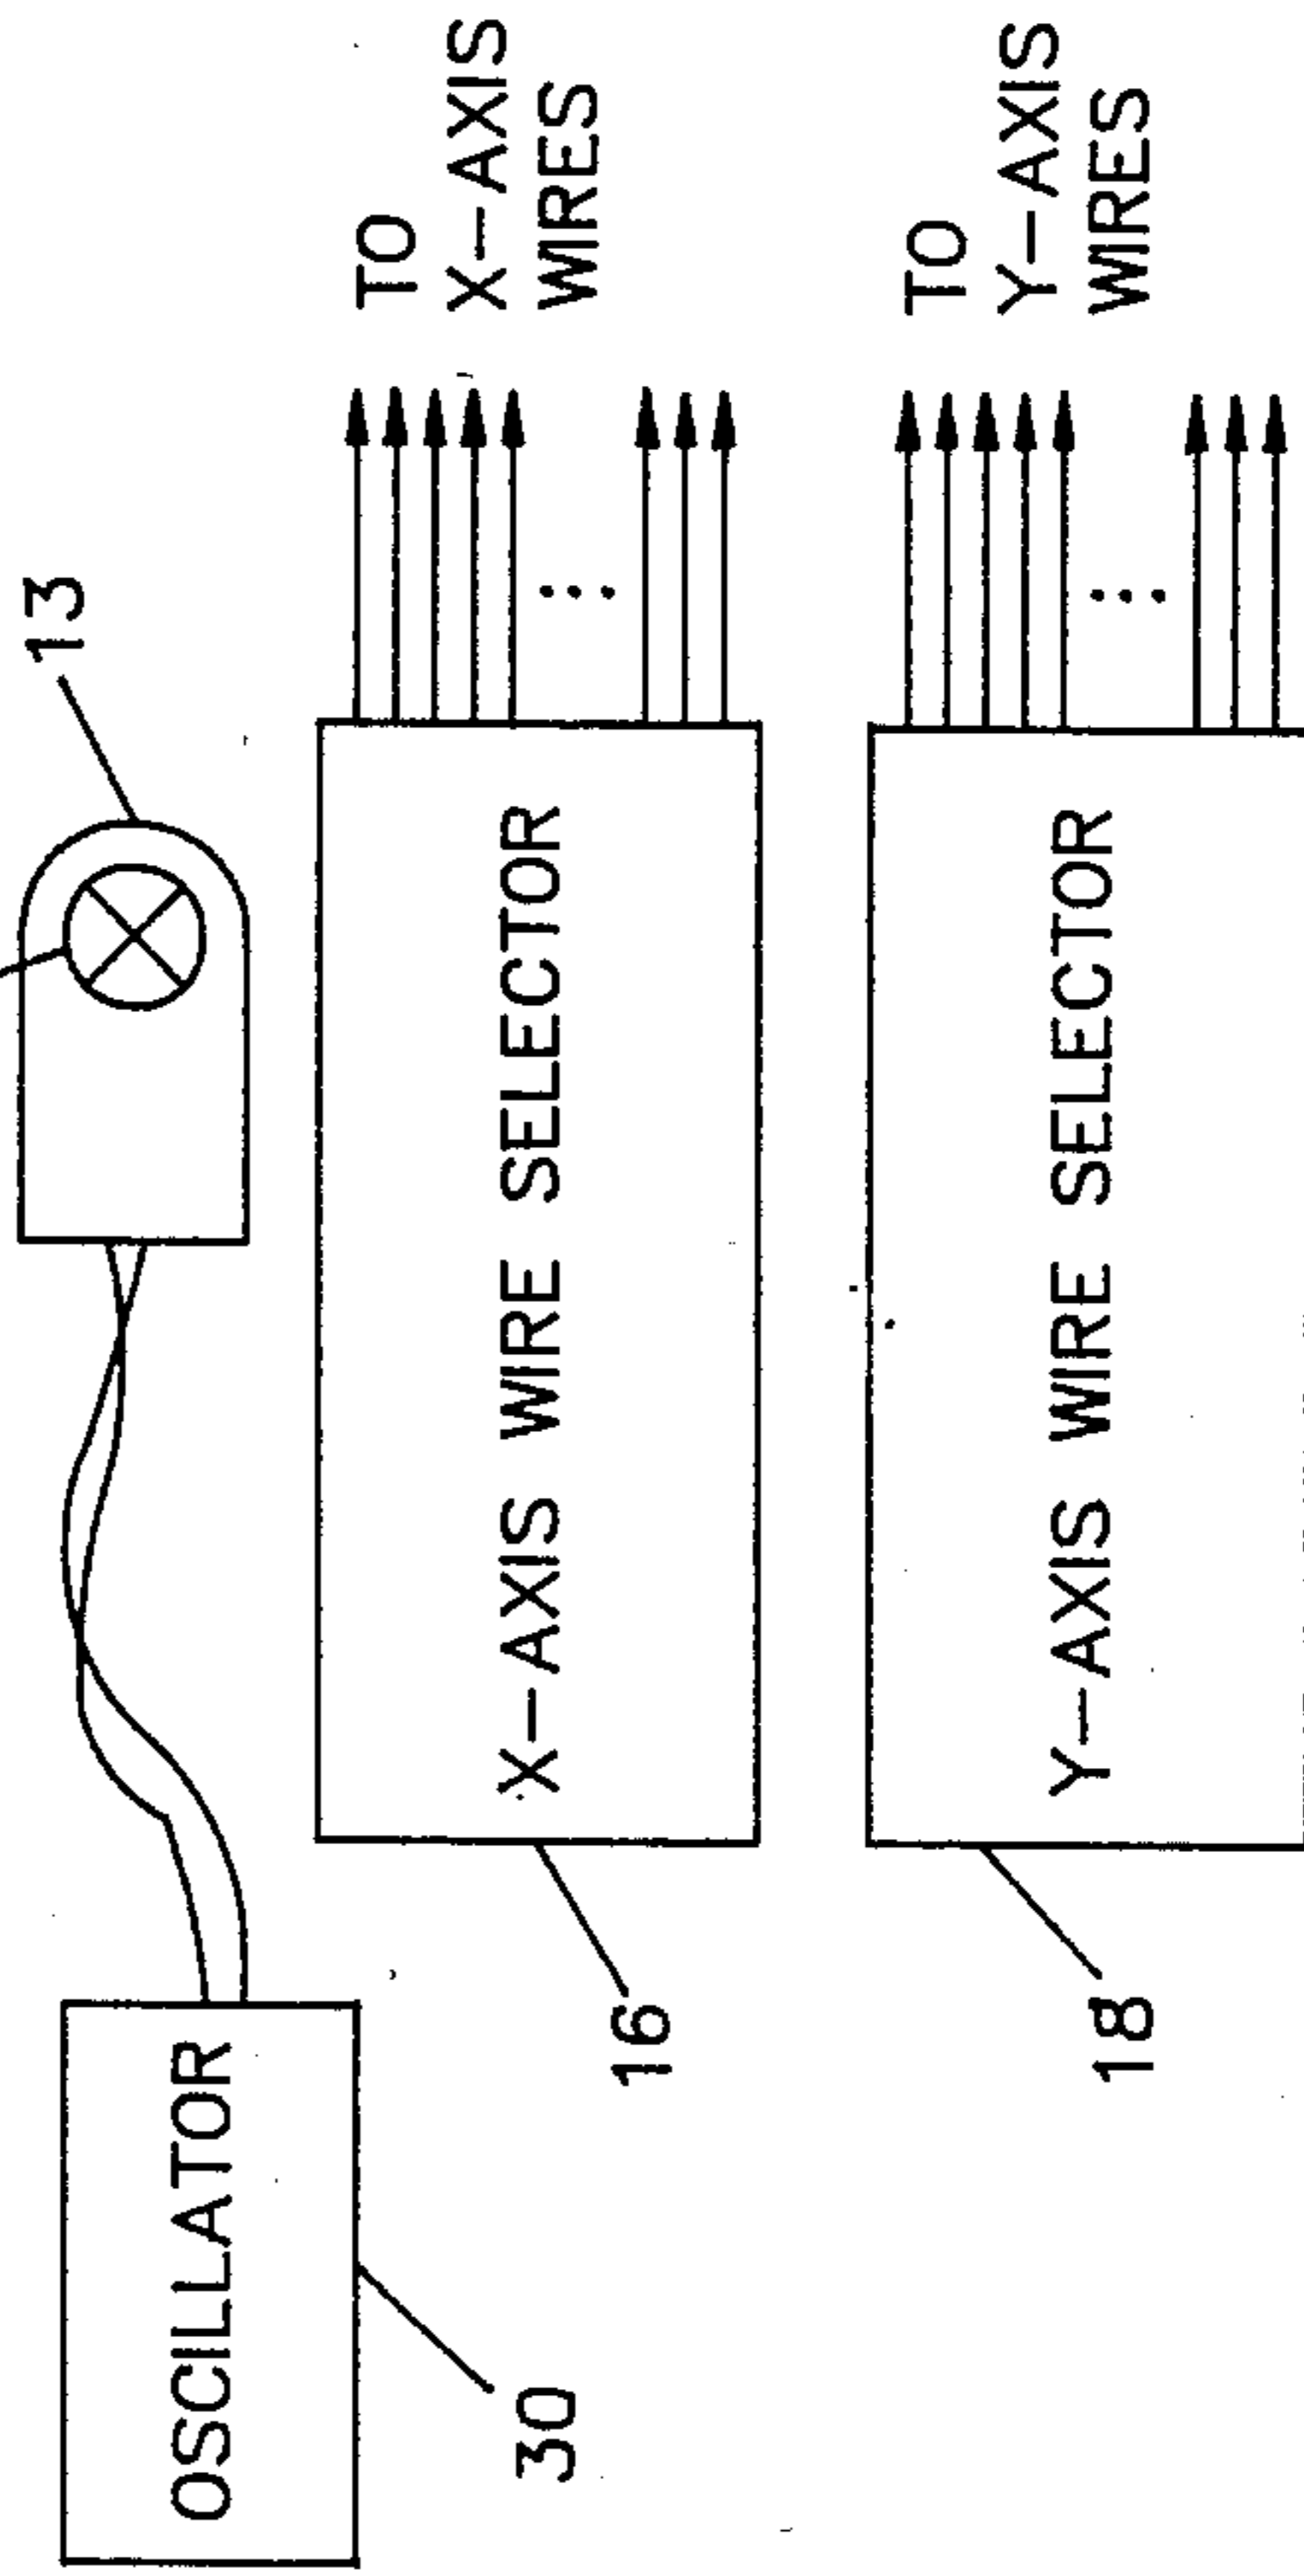 13
OSCILLATOR
30
X-AXIS WIRE SELECTOR
TO
X-AXIS
WIRES
16
Y-AXIS WIRE SELECTOR
TO
Y-AXIS
WIRES
18